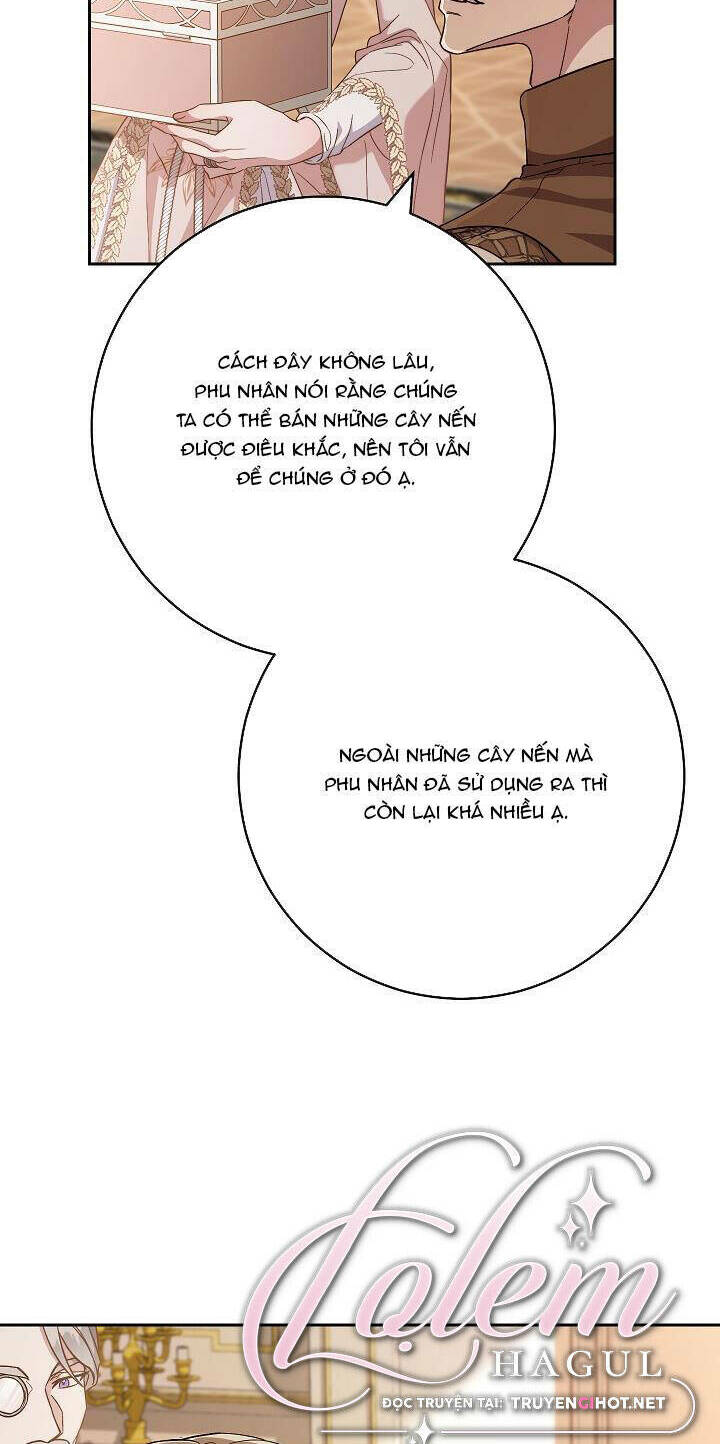 CÁCH ĐÂY KHÔNG LÂU,
PHU NHÂN NÓI RẰNG CHÚNG
TA CÓ THỂ BÁN NHỮNG CÂY NẾN
ĐƯỢC ĐIÊU KHẮC, NÊN TÔI VẪN
ĐỂ CHÚNG Ở ĐÓ Ạ.
NGOÀI NHỮNG CÂY NẾN MÀ
PHU NHÂN ĐÃ SỬ DỤNG RA THÌ
CÒN LẠI KHÁ NHIỀU Ạ.
Lọlem
HAGUL
ĐỌC TRUYỆN TẠI: TRUYENGIHOT.NET